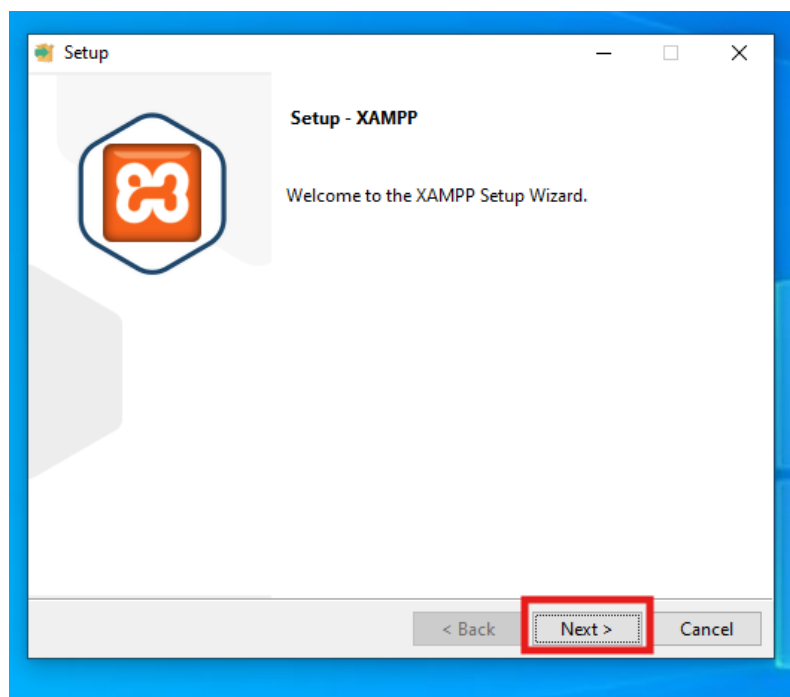 Setup
Setup - XAMPP
Welcome to the XAMPP Setup Wizard.
< Back
Next >
Cancel